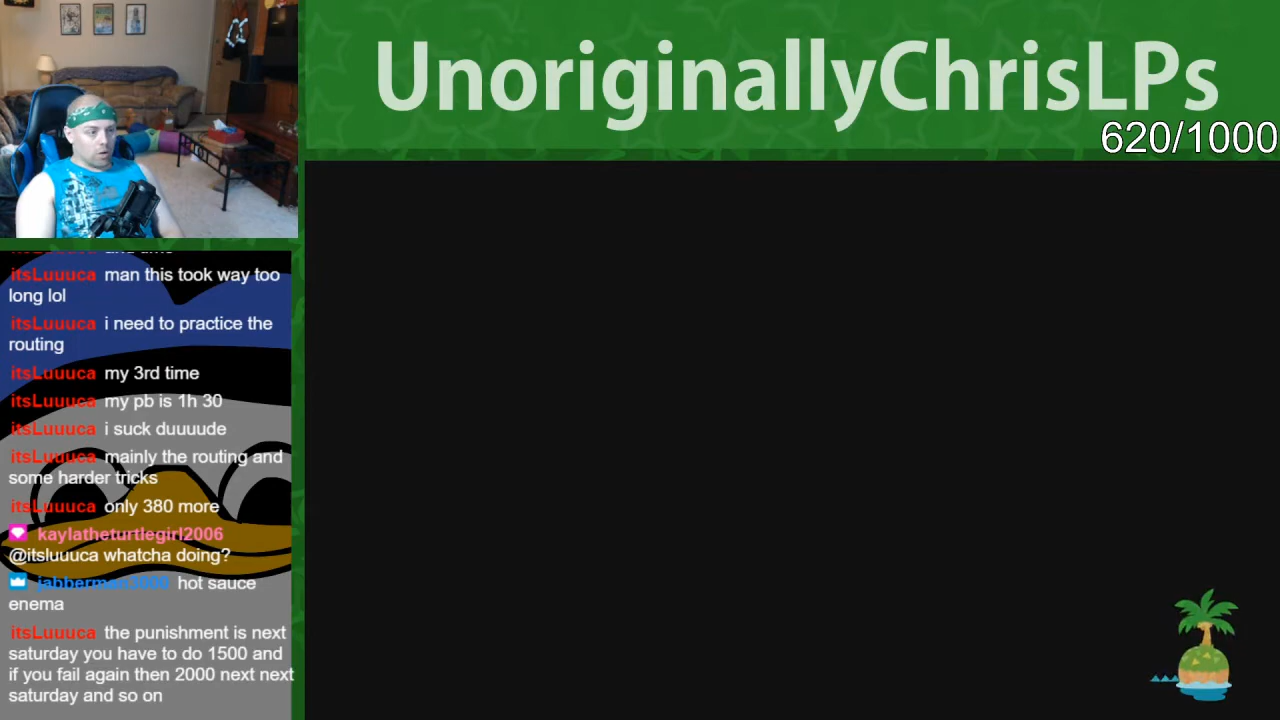 UnoriginallyChrisLPs
620/1000
itsLuuuca man this took way too
long lol
itsLuuuca i need to practice the
routing
itsLuuuca my 3rd time
itsLuuuca my pb is 1h 30
itsLuuuca i suck duuuude
itsLuuuca mainly the routing and
some harder tricks
itsLuuuca only 380 more
kaylatheturtlegirl2006
@itsluuuca whatcha doing?
jabberman3000 hot sauce
enema
itsLuuuca the punishment is next
saturday you have to do 1500 and
if you fail again then 2000 next next
saturday and so on